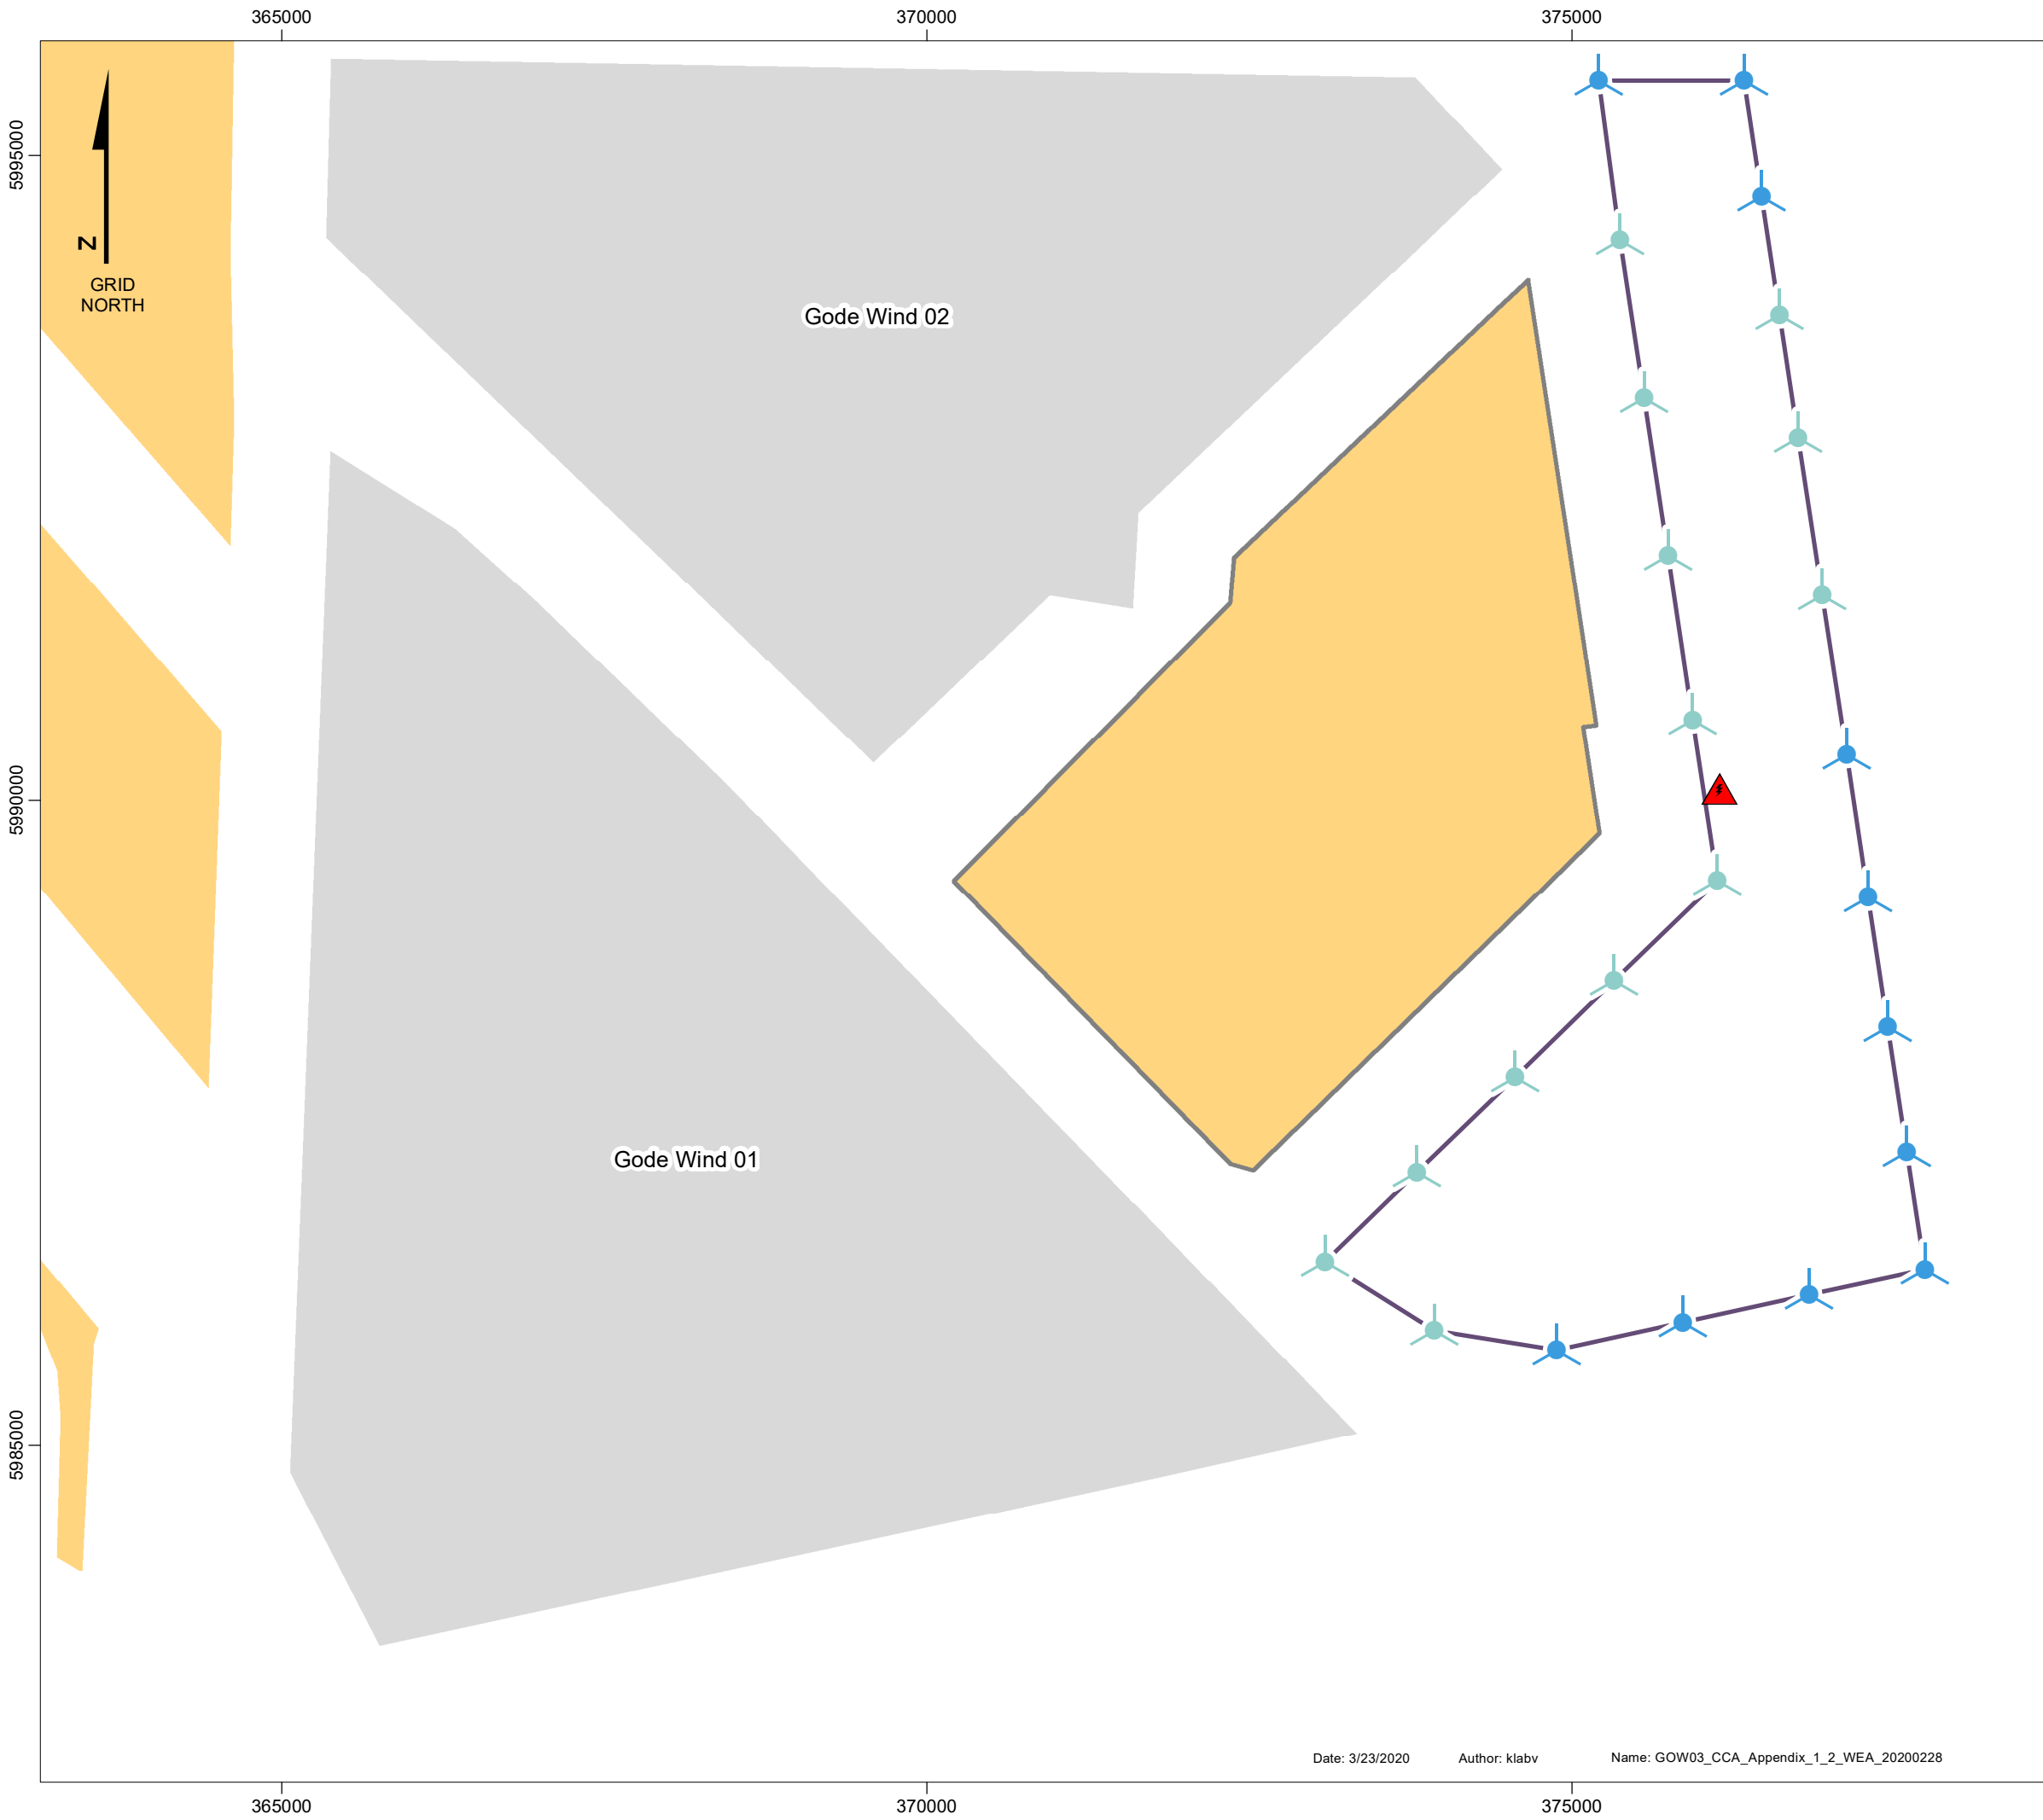 365000 370000 375000
5995000
N
GRID
NORTH
Gode Wind 02
5990000
Gode Wind 01
5985000
Date: 3/23/2020 Author: klabv Name: GOW03_CCA_Appendix_1_2_WEA_20200228
365000 370000 375000